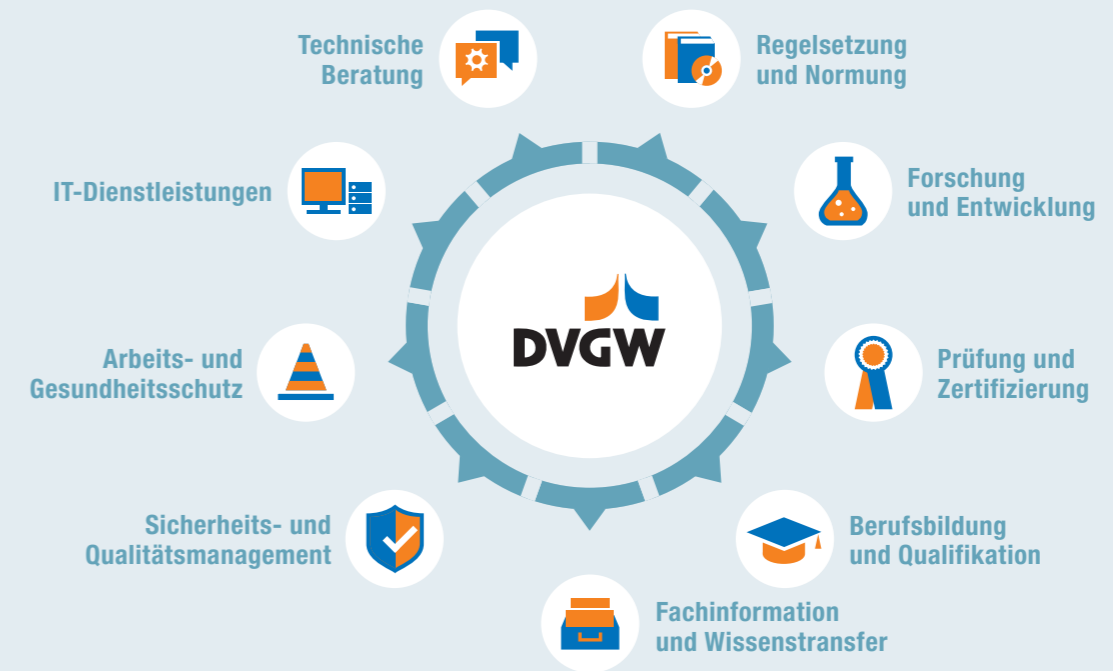 Technische
Beratung
Regelsetzung
und Normung
IT-Dienstleistungen
Forschung
und Entwicklung
DVGW
Arbeits- und
Gesundheitsschutz
Prüfung und
Zertifizierung
Sicherheits- und
Qualitätsmanagement
Berufsbildung
und Qualifikation
Fachinformation
und Wissenstransfer